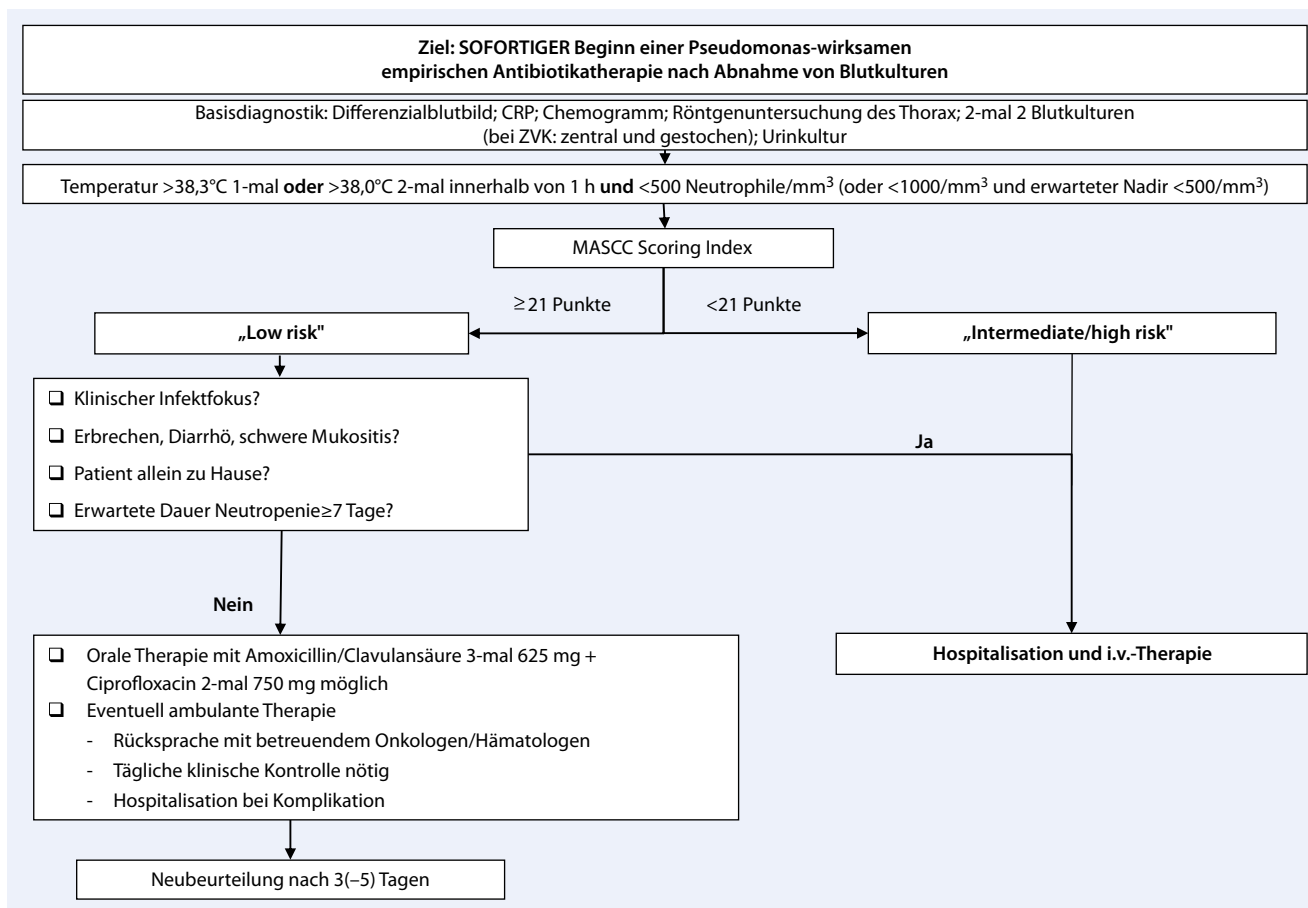 Ziel: SOFORTIGER Beginn einer Pseudomonas-wirksamen
empirischen Antibiotikatherapie nach Abnahme von Blutkulturen
Basisdiagnostik: Differenzialblutbild; CRP; Chemogramm; Röntgenuntersuchung des Thorax; 2-mal 2 Blutkulturen
(bei ZVK: zentral und gestochen); Urinkultur
Temperatur >38,3°C 1-mal oder >38,0°C 2-mal innerhalb von 1 h und <500 Neutrophile/mm³ (oder <1000/mm³ und erwarteter Nadir <500/mm³)
MASCC Scoring Index
≥21 Punkte
<21 Punkte
„Low risk"
„Intermediate/high risk"
❑ Klinischer Infektfokus?
❑ Erbrechen, Diarrhö, schwere Mukositis?
❑ Patient allein zu Hause?
❑ Erwartete Dauer Neutropenie≥7 Tage?
Ja
Nein
❑ Orale Therapie mit Amoxicillin/Clavulansäure 3-mal 625 mg +
Ciprofloxacin 2-mal 750 mg möglich
❑ Eventuell ambulante Therapie
- Rücksprache mit betreuendem Onkologen/Hämatologen
- Tägliche klinische Kontrolle nötig
- Hospitalisation bei Komplikation
Hospitalisation und i.v.-Therapie
Neubeurteilung nach 3(–5) Tagen